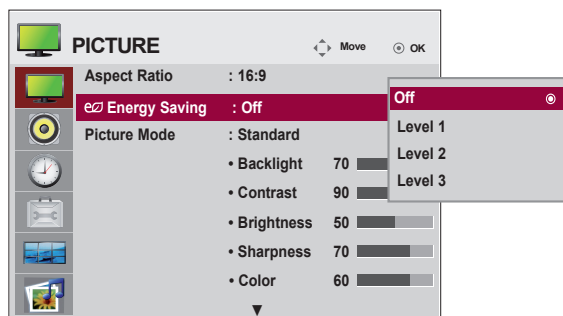 PICTURE
Move
OK
Aspect Ratio : 16:9
Energy Saving : Off
Picture Mode : Standard
• Backlight 70
• Contrast 90
• Brightness 50
• Sharpness 70
• Color 60
Off
Level 1
Level 2
Level 3